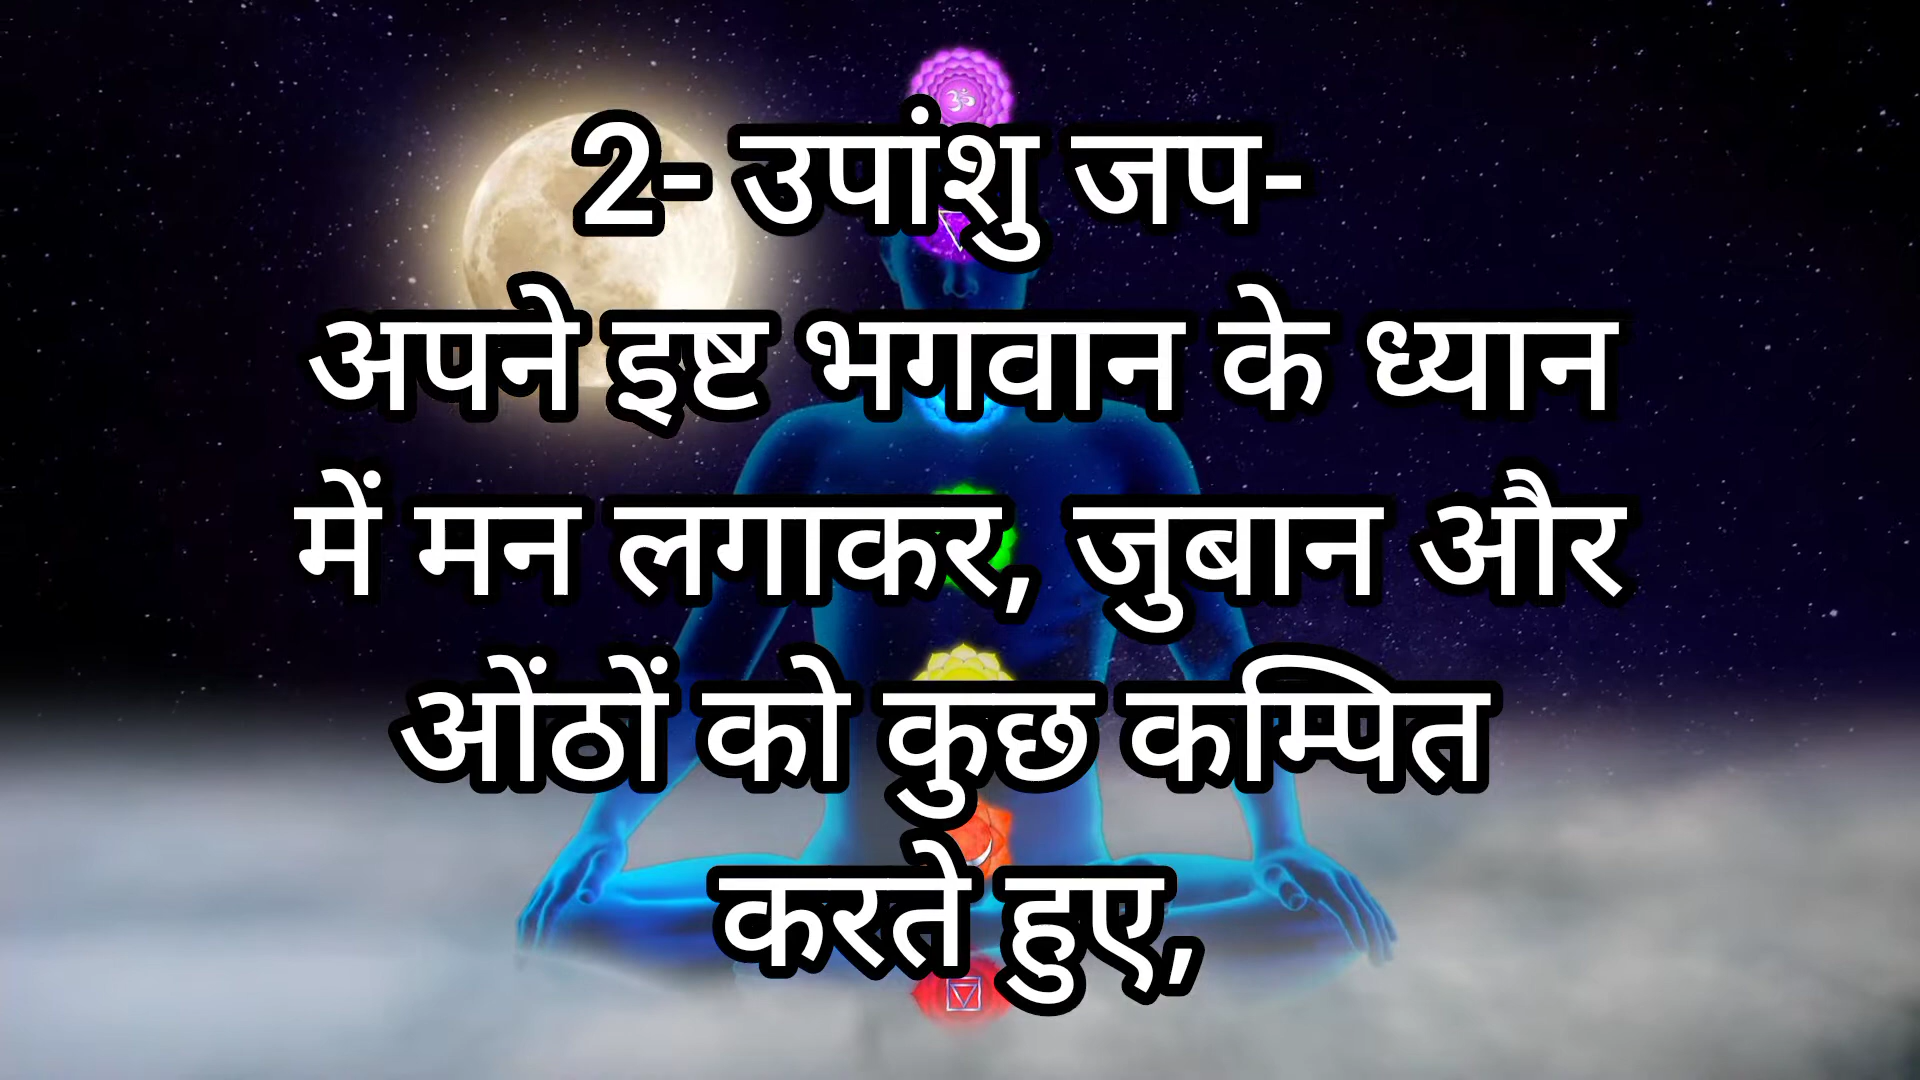 2- उपांशु जप-
अपने इष्ट भगवान के ध्यान
में मन लगाकर, जुबान और
ओंठों को कुछ कम्पित
करते हुए,
ॐ